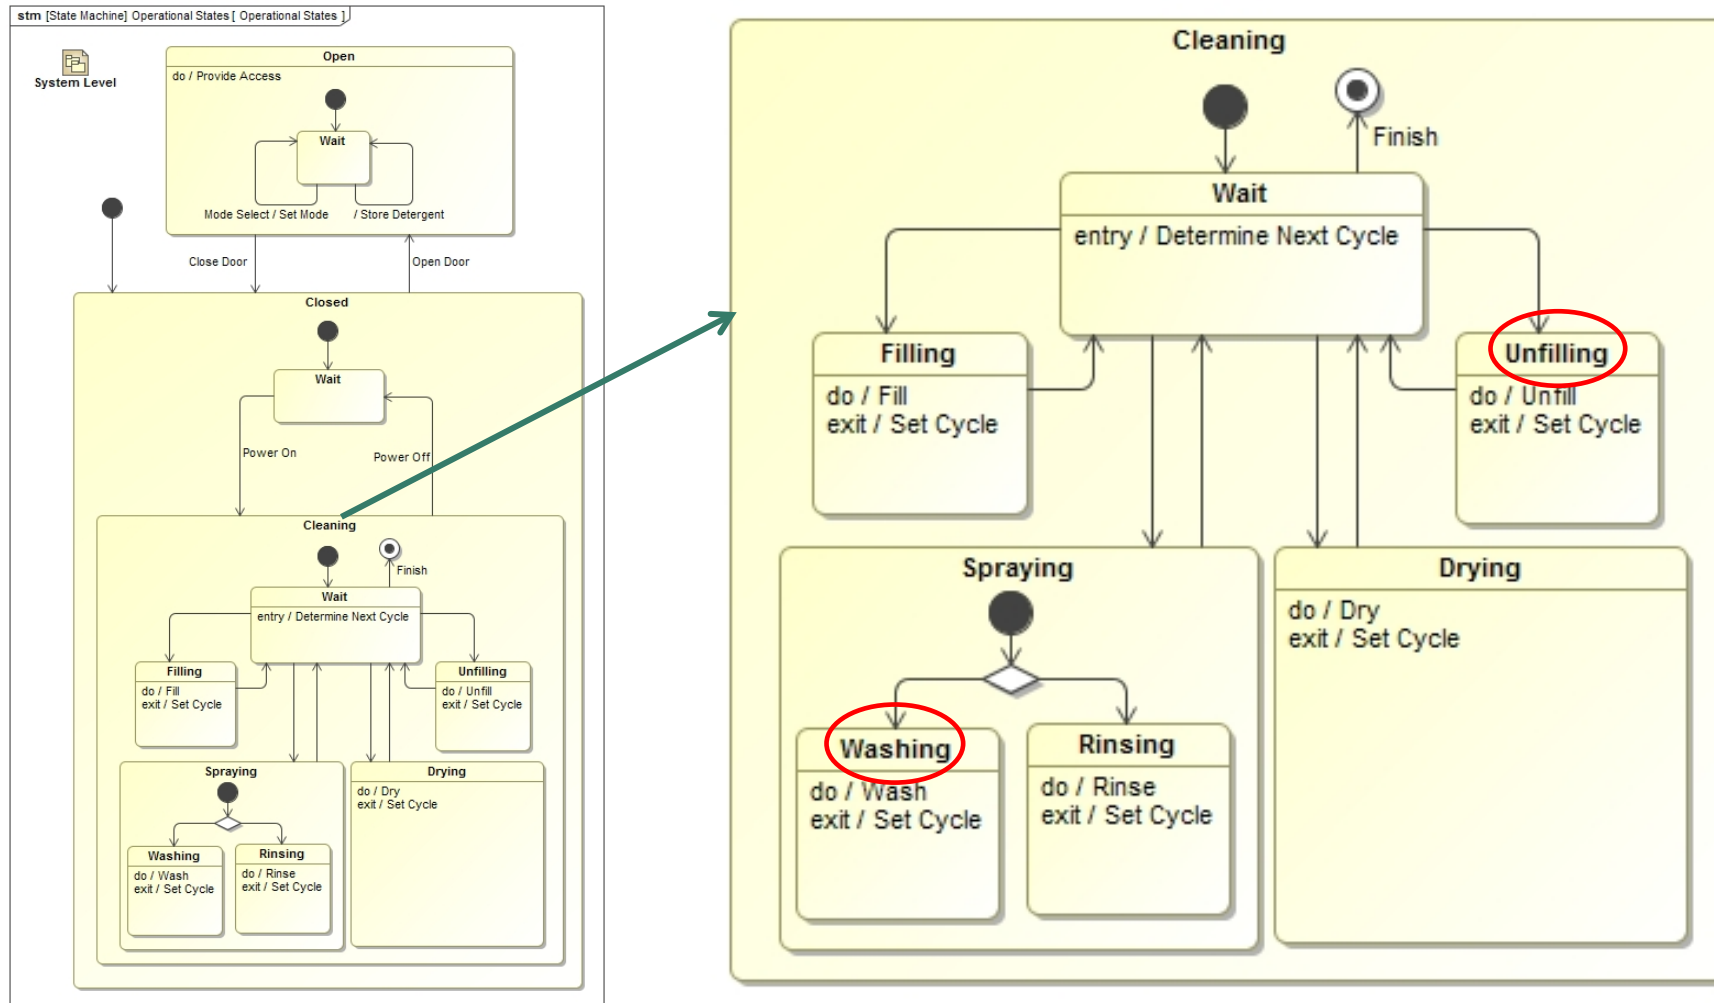 stm [State Machine] Operational States [ Operational States ]
System Level
Open
do / Provide Access
Wait
Mode Select / Set Mode
/ Store Detergent
Close Door
Open Door
Closed
Wait
Power On
Power Off
Cleaning
Finish
Wait
entry / Determine Next Cycle
Filling
do / Fill
exit / Set Cycle
Unfilling
do / Unfill
exit / Set Cycle
Spraying
Washing
do / Wash
exit / Set Cycle
Rinsing
do / Rinse
exit / Set Cycle
Drying
do / Dry
exit / Set Cycle
Cleaning
Finish
Wait
entry / Determine Next Cycle
Filling
do / Fill
exit / Set Cycle
Unfilling
do / Unfill
exit / Set Cycle
Spraying
Washing
do / Wash
exit / Set Cycle
Rinsing
do / Rinse
exit / Set Cycle
Drying
do / Dry
exit / Set Cycle